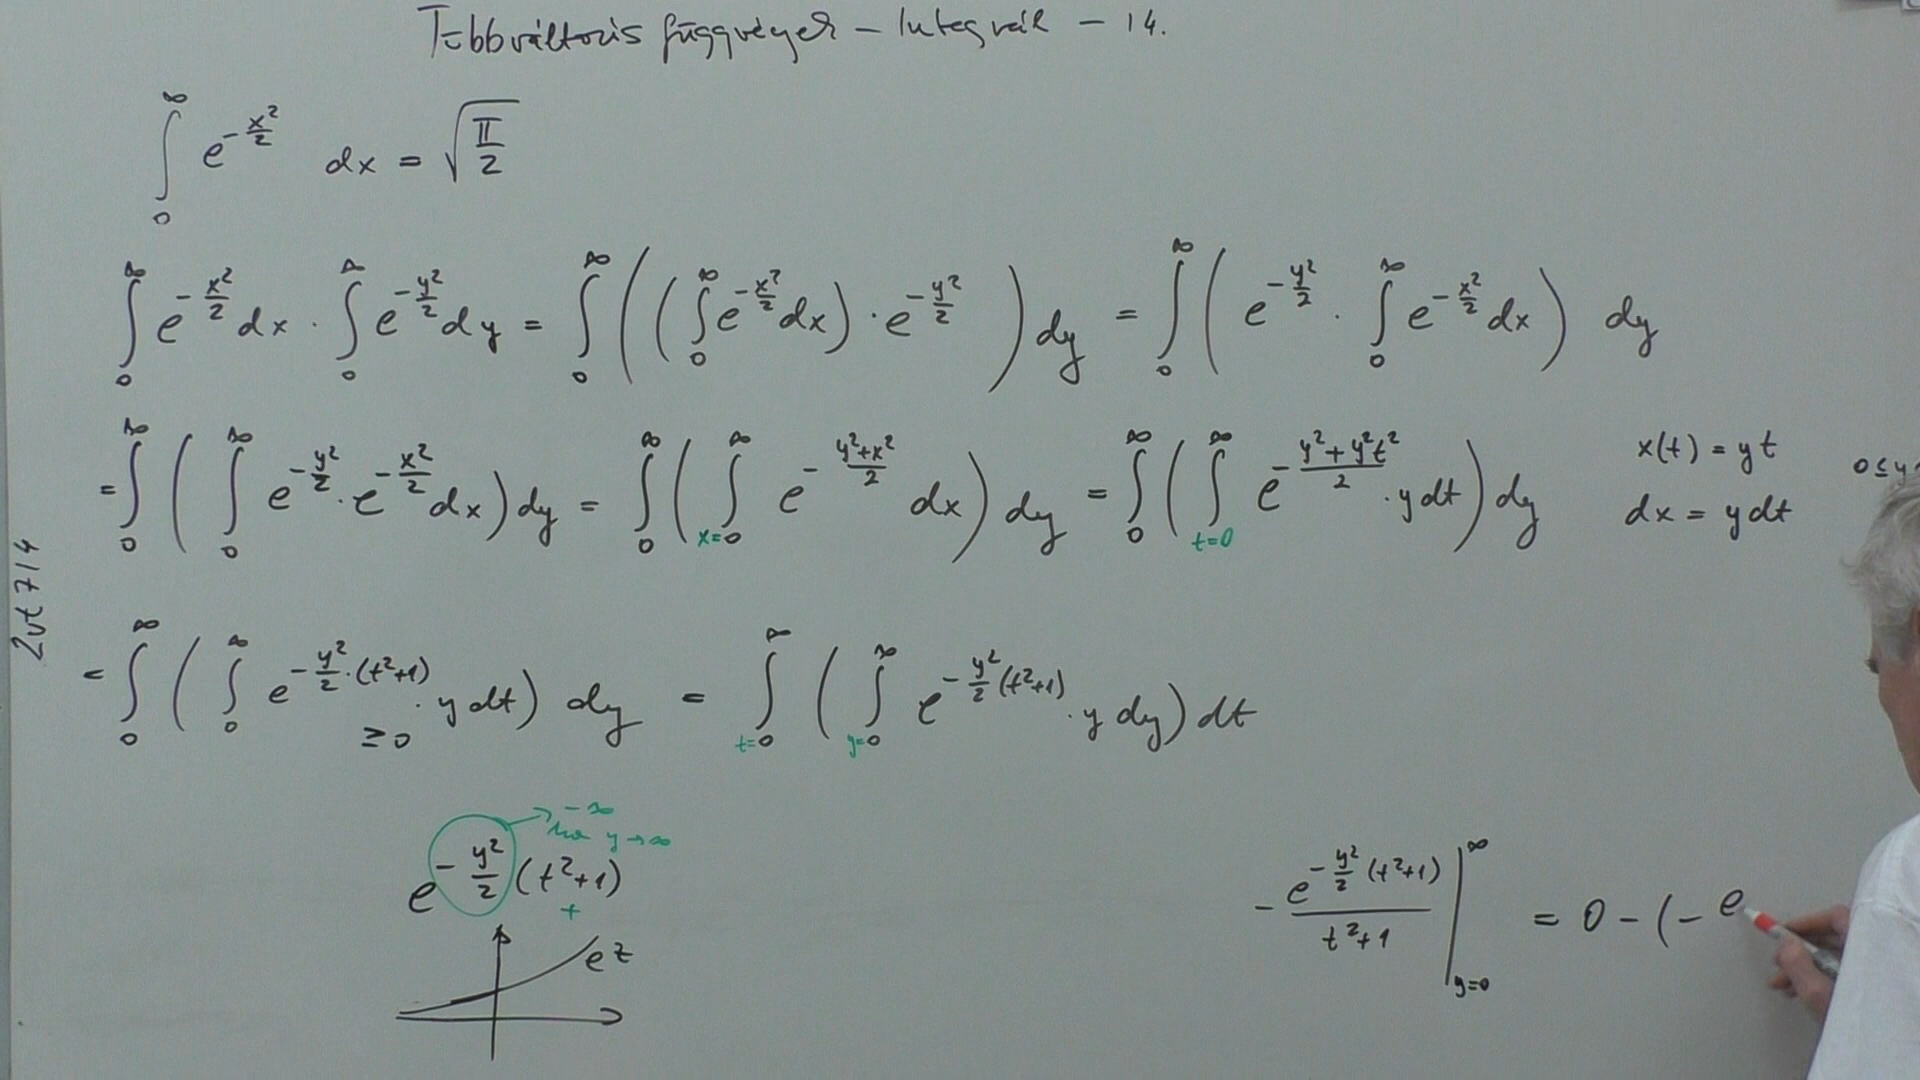 Többváltozós függvények – Integrál – 14.
∫₀^∞ e^(-x²/2) dx = √(π/2)
∫₀^∞ e^(-x²/2) dx · ∫₀^∞ e^(-y²/2) dy = ∫₀^∞ ((∫₀^∞ e^(-x²/2) dx) · e^(-y²/2)) dy = ∫₀^∞ (e^(-y²/2) · ∫₀^∞ e^(-x²/2) dx) dy
= ∫₀^∞ (∫₀^∞ e^(-y²/2) · e^(-x²/2) dx) dy = ∫₀^∞ (∫_(x=0)^∞ e^(-(y²+x²)/2) dx) dy = ∫₀^∞ (∫_(t=0)^∞ e^(-(y²+y²t²)/2) · y dt) dy
x(t) = yt
dx = y dt
0 ≤ y
2vt714
= ∫₀^∞ (∫₀^∞ e^(-y²/2 · (t²+1)) · y dt) dy = ∫_(t=0)^∞ (∫_(y=0)^∞ e^(-y²/2 (t²+1)) · y dy) dt
≥ 0
→ -∞
ha y→∞
e^(-y²/2 (t²+1))
+
e^z
-e^(-y²/2 (t²+1))/(t²+1) |_(y=0)^∞ = 0 - (- e